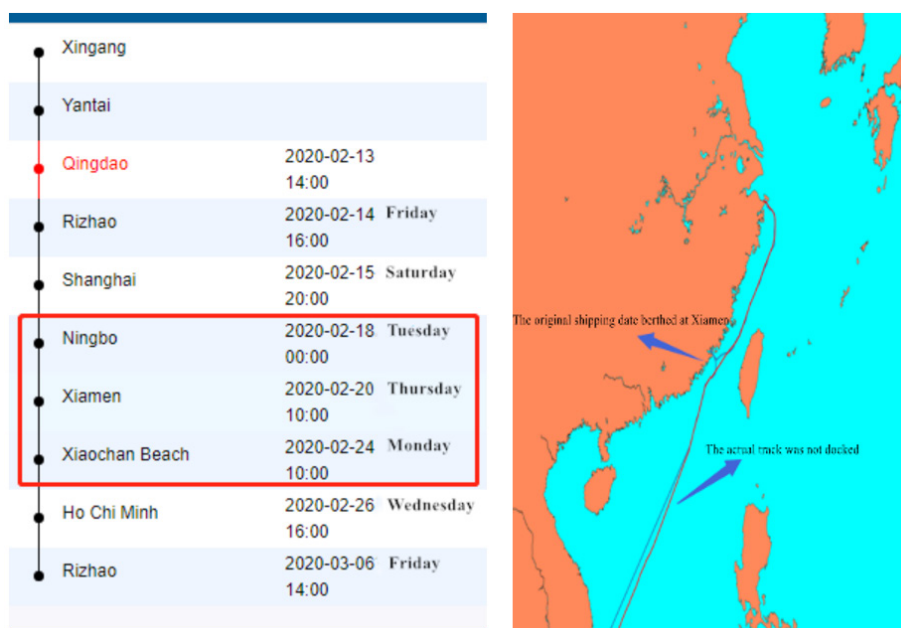 Xingang
Yantai
Qingdao 2020-02-13
14:00
Rizhao 2020-02-14 Friday
16:00
Shanghai 2020-02-15 Saturday
20:00
Ningbo 2020-02-18 Tuesday
00:00
Xiamen 2020-02-20 Thursday
10:00
Xiaochan Beach 2020-02-24 Monday
10:00
Ho Chi Minh 2020-02-26 Wednesday
16:00
Rizhao 2020-03-06 Friday
14:00
The original shipping date berthed at Xiamen
The actual track was not docked